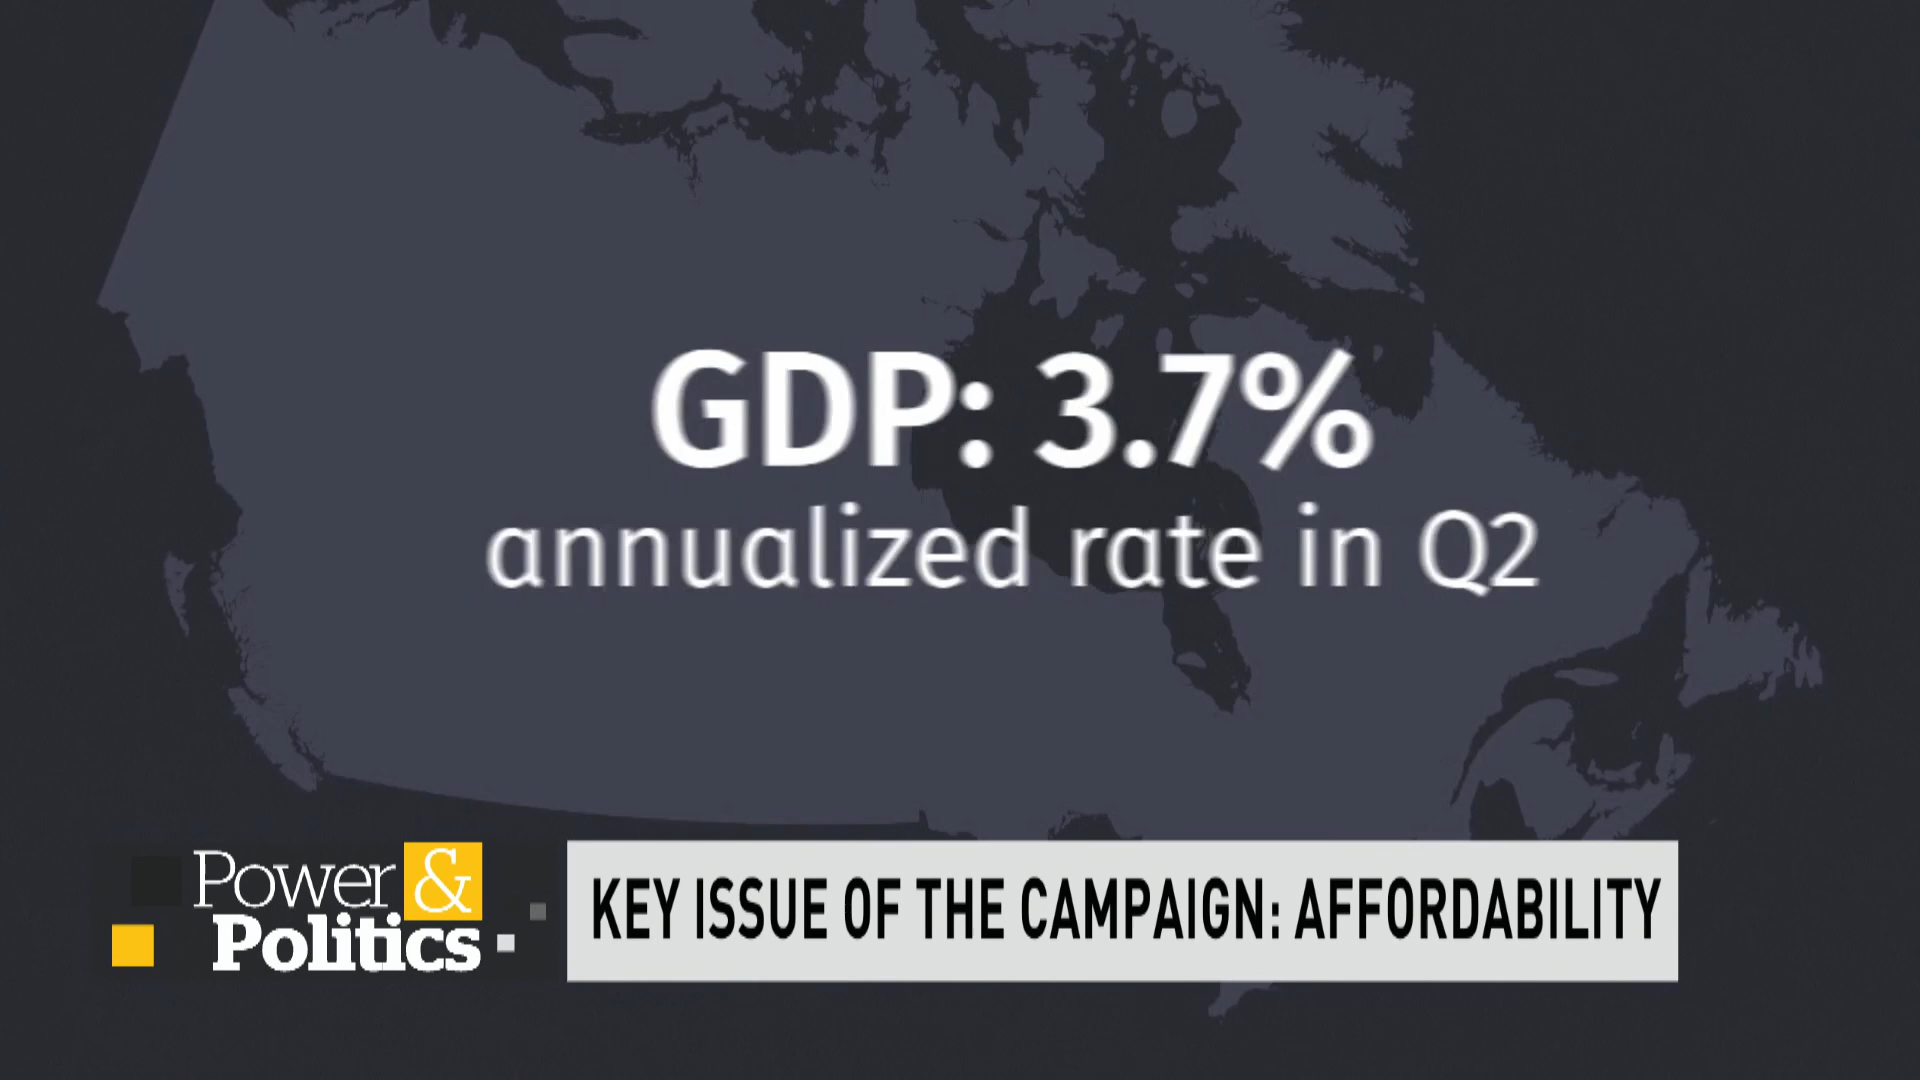 GDP: 3.7%
annualized rate in Q2
Power &
Politics
KEY ISSUE OF THE CAMPAIGN: AFFORDABILITY